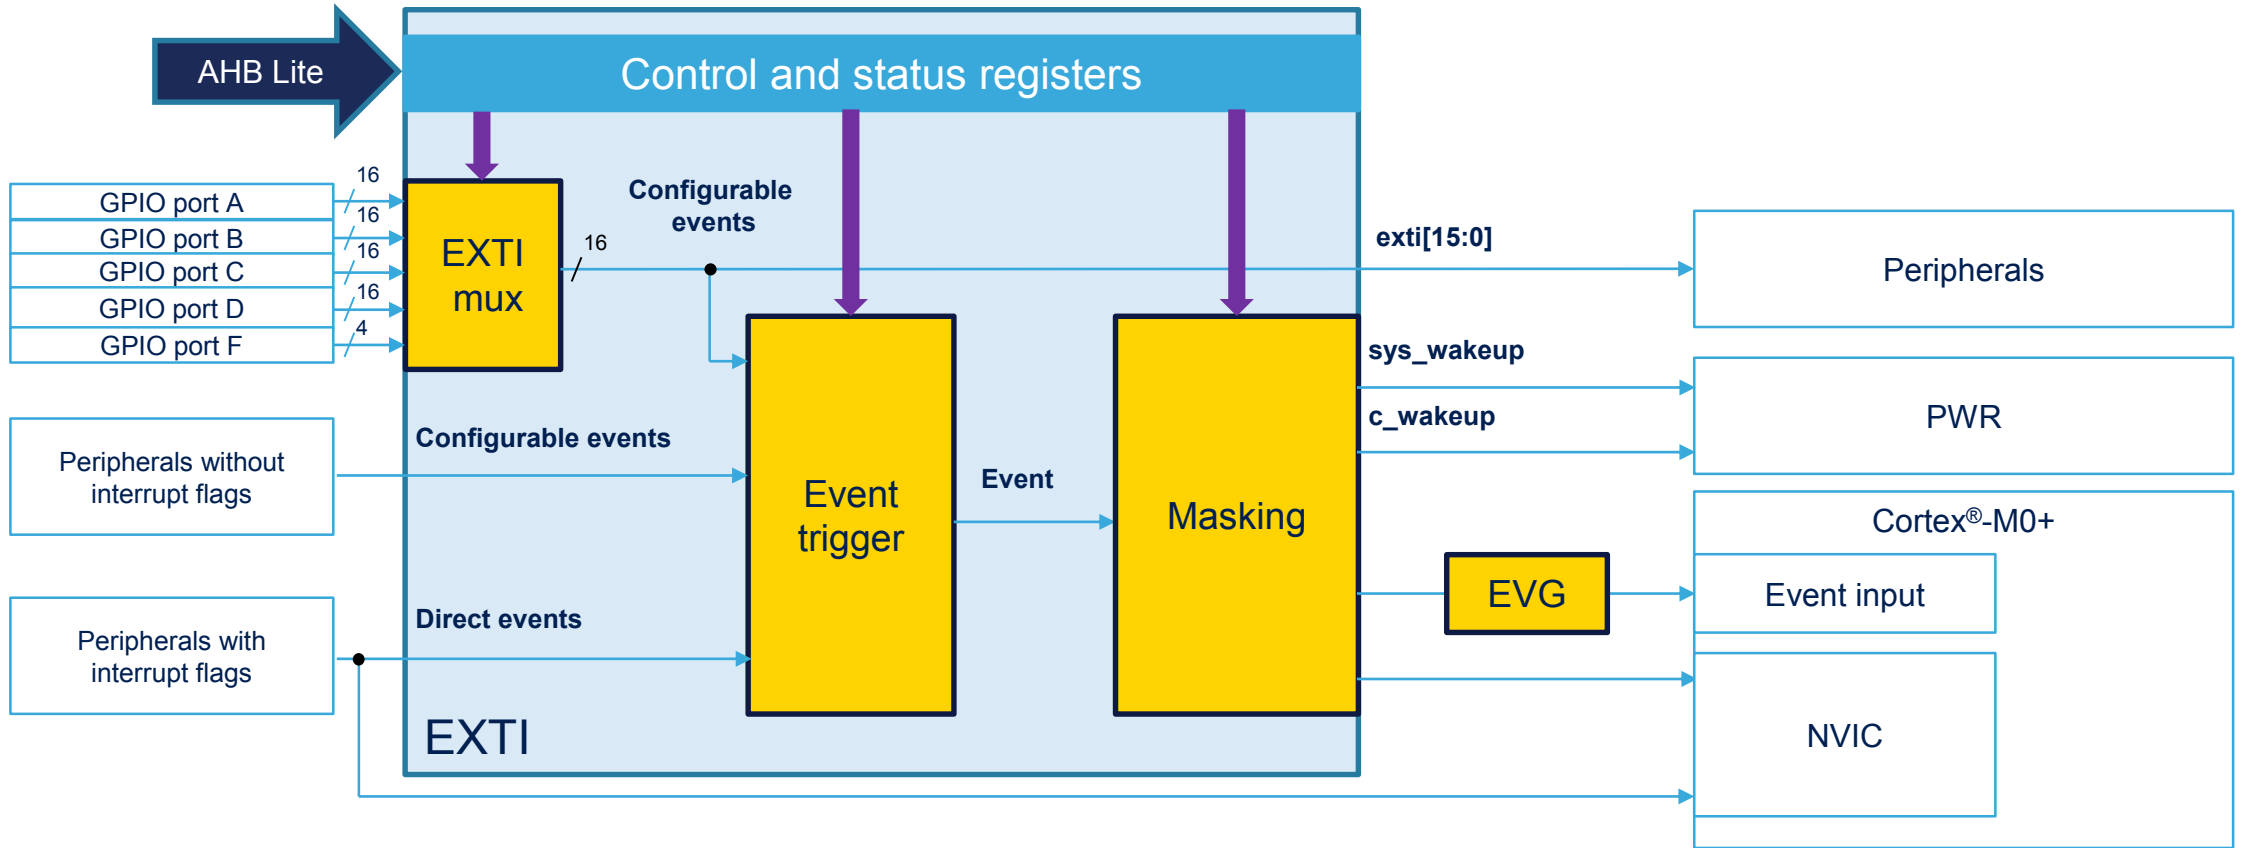 AHB Lite
Control and status registers
GPIO port A
16
GPIO port B
16
GPIO port C
16
GPIO port D
16
GPIO port F
4
EXTI
mux
16
Configurable
events
exti[15:0]
Peripherals
sys_wakeup
c_wakeup
PWR
Peripherals without
interrupt flags
Configurable events
Event
trigger
Event
Masking
Cortex®-M0+
EVG
Event input
Peripherals with
interrupt flags
Direct events
NVIC
EXTI